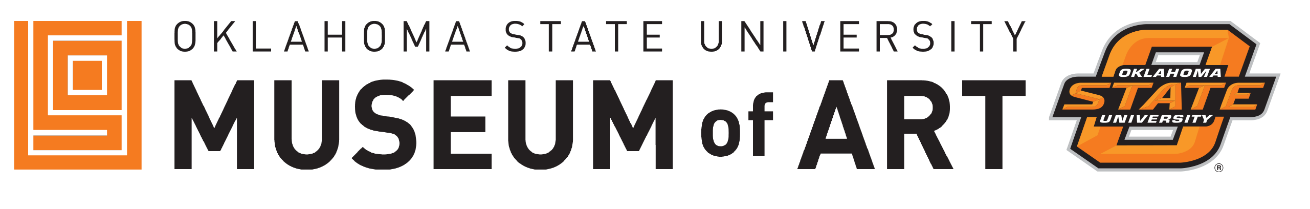 OKLAHOMA STATE UNIVERSITY
MUSEUM of ART
OKLAHOMA
STATE
UNIVERSITY
®